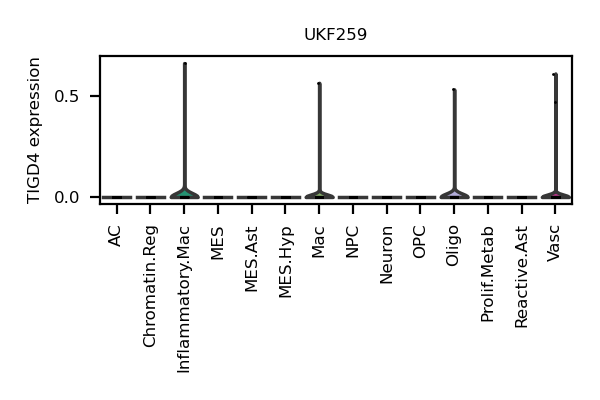 UKF259
TIGD4 expression
0.5
0.0
AC
Chromatin.Reg
Inflammatory.Mac
MES
MES.Ast
MES.Hyp
Mac
NPC
Neuron
OPC
Oligo
Prolif.Metab
Reactive.Ast
Vasc